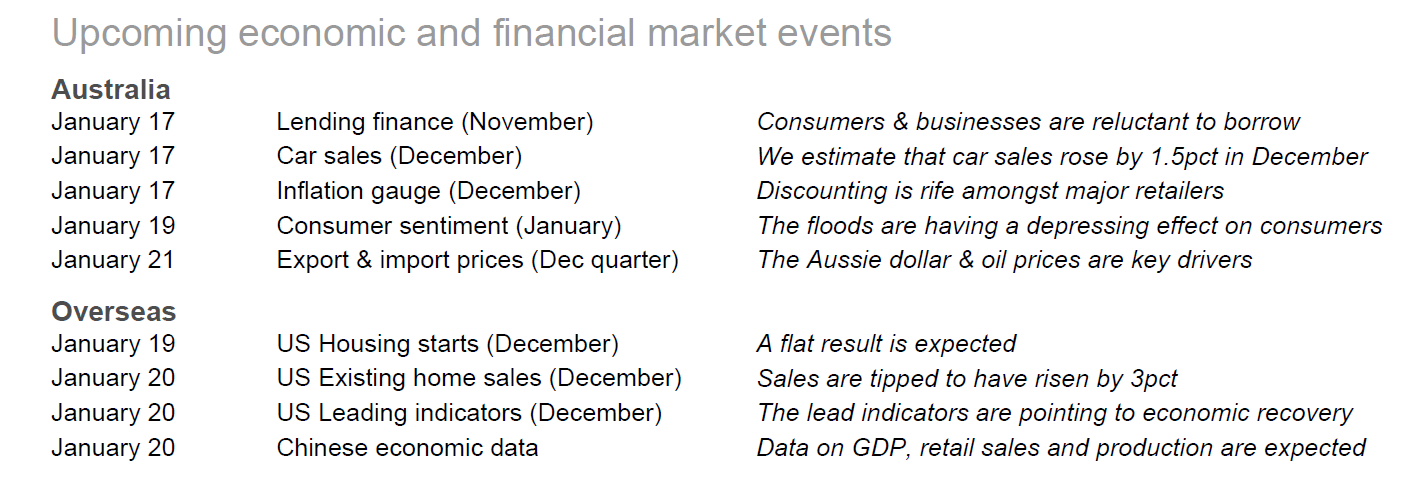 Upcoming economic and financial market events
Australia
January 17 Lending finance (November) Consumers & businesses are reluctant to borrow
January 17 Car sales (December) We estimate that car sales rose by 1.5pct in December
January 17 Inflation gauge (December) Discounting is rife amongst major retailers
January 19 Consumer sentiment (January) The floods are having a depressing effect on consumers
January 21 Export & import prices (Dec quarter) The Aussie dollar & oil prices are key drivers
Overseas
January 19 US Housing starts (December) A flat result is expected
January 20 US Existing home sales (December) Sales are tipped to have risen by 3pct
January 20 US Leading indicators (December) The lead indicators are pointing to economic recovery
January 20 Chinese economic data Data on GDP, retail sales and production are expected